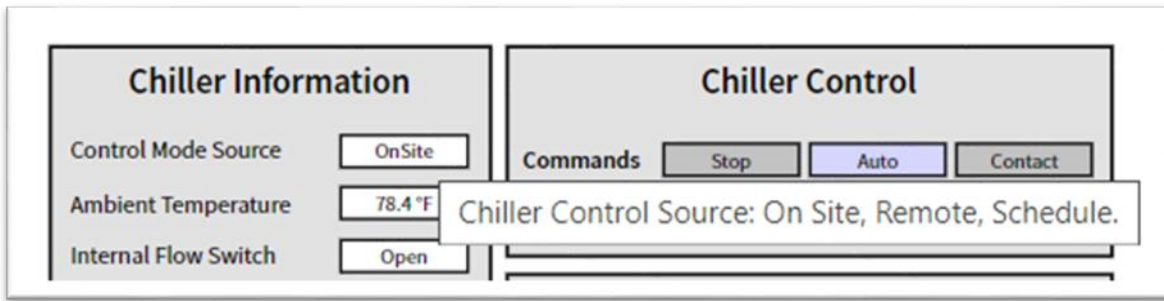 Chiller Information
Control Mode Source OnSite
Ambient Temperature 78.4 °F
Internal Flow Switch Open
Chiller Control
Commands Stop Auto Contact
Chiller Control Source: On Site, Remote, Schedule.